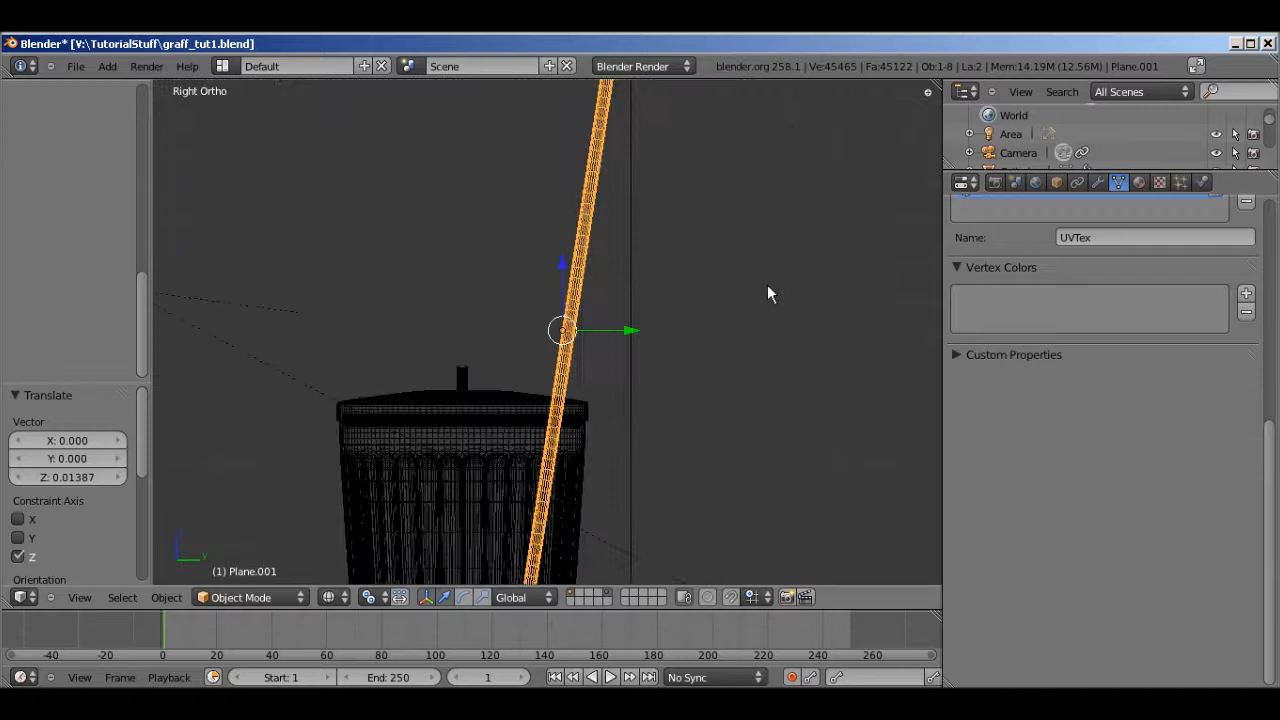 Blender* [V:\TutorialStuff\graff_tut1.blend]
File Add Render Help Default Scene Blender Render blender.org 258.1 | Ve:45465 | Fa:45122 | Ob:1-8 | La:2 | Mem:14.19M (12.56M) | Plane.001
Right Ortho
View Search All Scenes
World
Area
Camera
Name: UVTex
Vertex Colors
Custom Properties
Translate
Vector
X: 0.000
Y: 0.000
Z: 0.01387
Constraint Axis
X
Y
Z
Orientation
z
y
(1) Plane.001
View Select Object Object Mode Global
-40 -20 0 20 40 60 80 100 120 140 160 180 200 220 240 260
View Frame Playback Start: 1 End: 250 1 No Sync